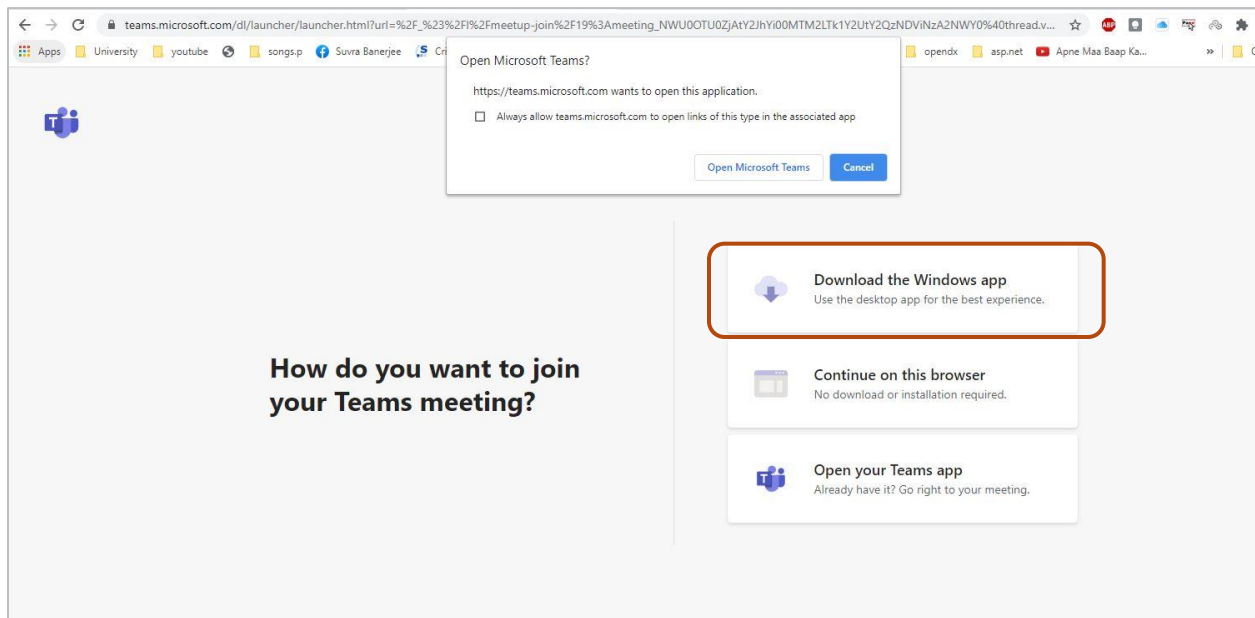 teams.microsoft.com/dl/launcher/launcher.html?url=%2F_%23%2Fl%2Fmeetup-join%2F19%3Ameeting_NWU0OTU0ZjAtY2JhYi00MTM2LTk1Y2UtY2QzNDViNzA2NWY0%40thread.v...
ABP
Apps University youtube songs.p Suvra Banerjee Cri opendx asp.net Apne Maa Baap Ka... »
Open Microsoft Teams?
https://teams.microsoft.com wants to open this application.
Always allow teams.microsoft.com to open links of this type in the associated app
Open Microsoft Teams Cancel
T
Download the Windows app
Use the desktop app for the best experience.
How do you want to join
your Teams meeting?
Continue on this browser
No download or installation required.
T
Open your Teams app
Already have it? Go right to your meeting.